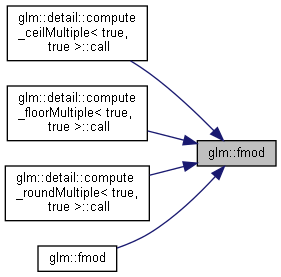 glm::detail::compute
_ceilMultiple< true,
true >::call
glm::detail::compute
_floorMultiple< true,
true >::call
glm::fmod
glm::detail::compute
_roundMultiple< true,
true >::call
glm::fmod